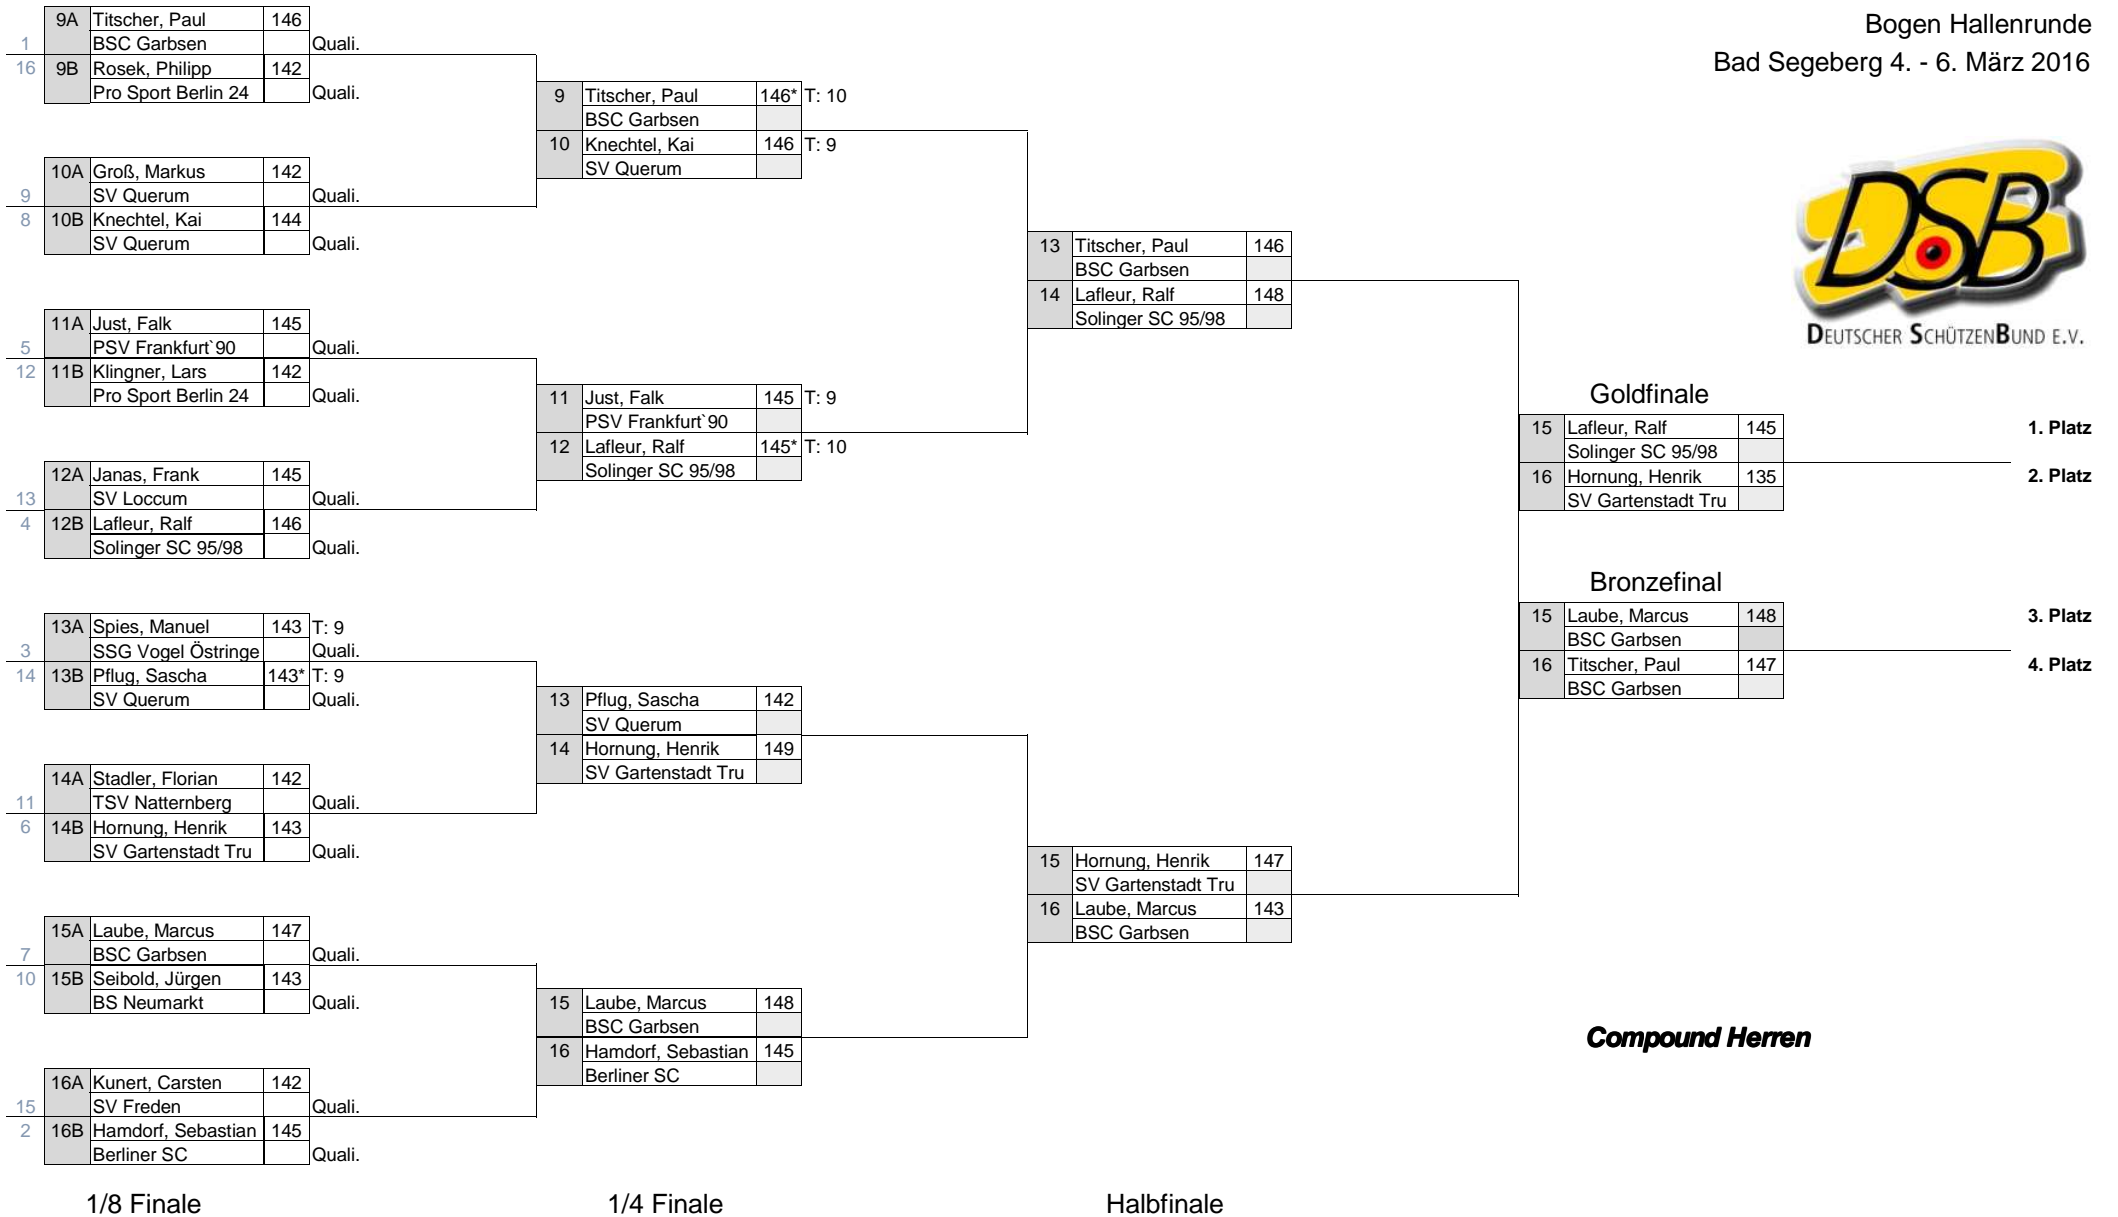 Bogen Hallenrunde
Bad Segeberg 4. - 6. März 2016
DSB
DEUTSCHER SCHÜTZENBUND E.V.
9A Titscher, Paul 146
1 BSC Garbsen Quali.
16 9B Rosek, Philipp 142
Pro Sport Berlin 24 Quali.
10A Groß, Markus 142
9 SV Querum Quali.
8 10B Knechtel, Kai 144
SV Querum Quali.
11A Just, Falk 145
5 PSV Frankfurt`90 Quali.
12 11B Klingner, Lars 142
Pro Sport Berlin 24 Quali.
12A Janas, Frank 145
13 SV Loccum Quali.
4 12B Lafleur, Ralf 146
Solinger SC 95/98 Quali.
13A Spies, Manuel 143 T: 9
3 SSG Vogel Östringe Quali.
14 13B Pflug, Sascha 143* T: 9
SV Querum Quali.
14A Stadler, Florian 142
11 TSV Natternberg Quali.
6 14B Hornung, Henrik 143
SV Gartenstadt Tru Quali.
15A Laube, Marcus 147
7 BSC Garbsen Quali.
10 15B Seibold, Jürgen 143
BS Neumarkt Quali.
16A Kunert, Carsten 142
15 SV Freden Quali.
2 16B Hamdorf, Sebastian 145
Berliner SC Quali.
1/8 Finale
9 Titscher, Paul 146* T: 10
BSC Garbsen
10 Knechtel, Kai 146 T: 9
SV Querum
11 Just, Falk 145 T: 9
PSV Frankfurt`90
12 Lafleur, Ralf 145* T: 10
Solinger SC 95/98
13 Pflug, Sascha 142
SV Querum
14 Hornung, Henrik 149
SV Gartenstadt Tru
15 Laube, Marcus 148
BSC Garbsen
16 Hamdorf, Sebastian 145
Berliner SC
1/4 Finale
13 Titscher, Paul 146
BSC Garbsen
14 Lafleur, Ralf 148
Solinger SC 95/98
15 Hornung, Henrik 147
SV Gartenstadt Tru
16 Laube, Marcus 143
BSC Garbsen
Halbfinale
Goldfinale
15 Lafleur, Ralf 145 1. Platz
Solinger SC 95/98
16 Hornung, Henrik 135 2. Platz
SV Gartenstadt Tru
Bronzefinal
15 Laube, Marcus 148 3. Platz
BSC Garbsen
16 Titscher, Paul 147 4. Platz
BSC Garbsen
Compound Herren